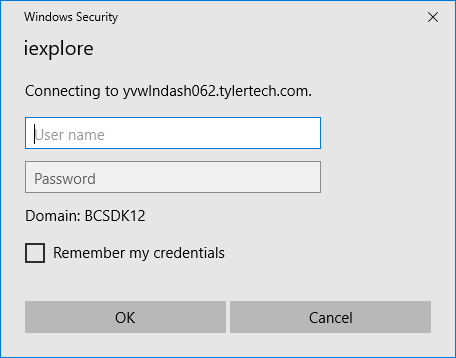 Windows Security
iexplore
Connecting to yvwlndash062.tylertech.com.
User name
Password
Domain: BCSDK12
Remember my credentials
OK
Cancel